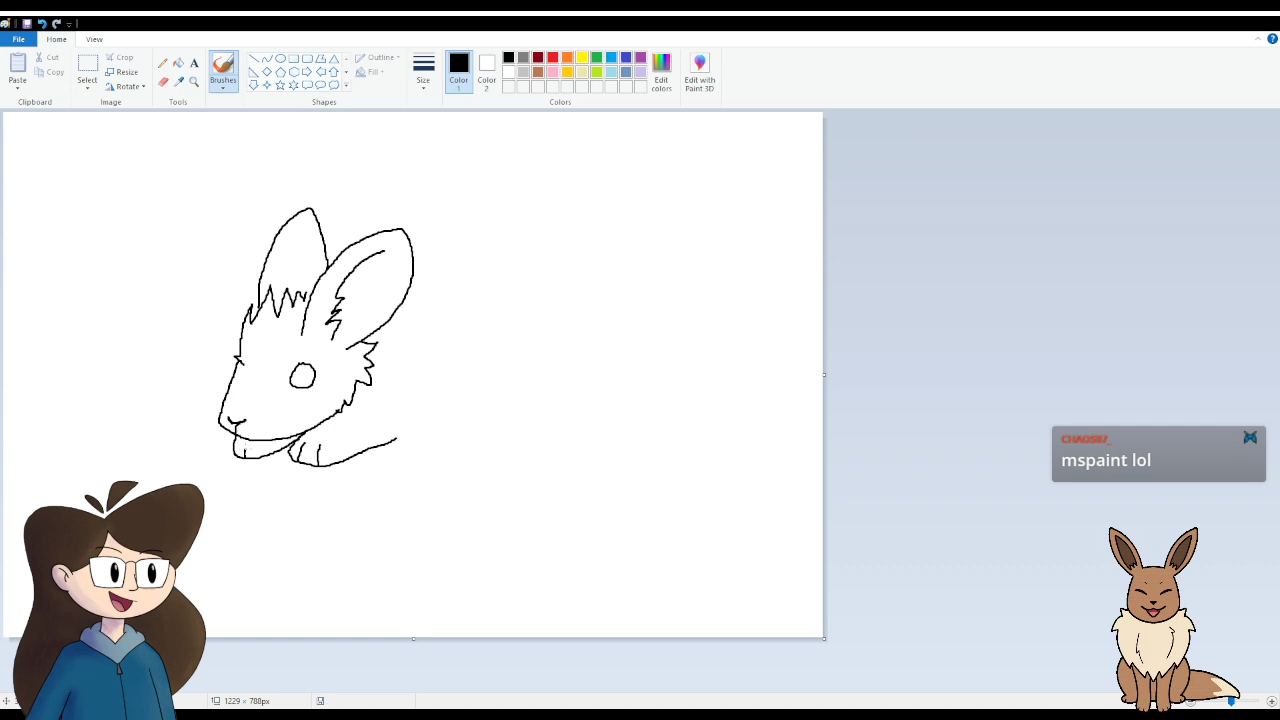 File Home View
Cut Crop Outline
Copy Resize Fill
Paste Select Rotate A Brushes Size Color 1 Color 2 Edit colors Edit with Paint 3D
Clipboard Image Tools Shapes Colors
CHAOS87_
mspaint lol
1229 × 788px